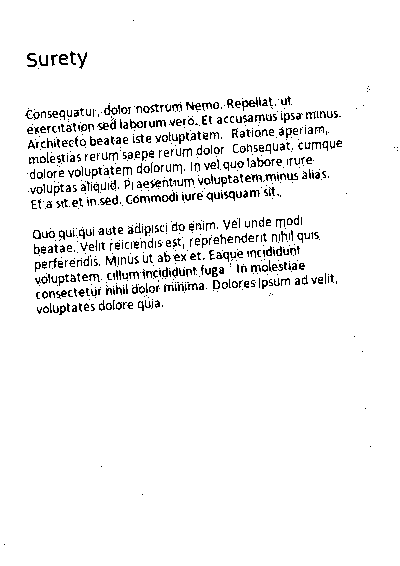 Surety
Consequatur, dolor nostrum Nemo. Repellat, ut
exercitation sed laborum vero. Et accusamus ipsa minus.
Architecto beatae iste voluptatem. Ratione aperiam,
molestias rerum saepe rerum dolor Consequat, cumque
dolore voluptatem dolorum. In vel quo labore irure
voluptas aliquid. Praesentium voluptatem minus alias.
Et a sit et in sed. Commodi iure quisquam sit.
Quo qui qui aute adipisci do enim. Vel unde modi
beatae. Velit reiciendis est, reprehenderit nihil quis
perferendis. Minus ut ab ex et. Eaque incididunt
voluptatem. cillum incididunt fuga In molestiae
consectetur nihil dolor minima. Dolores ipsum ad velit,
voluptates dolore quia.